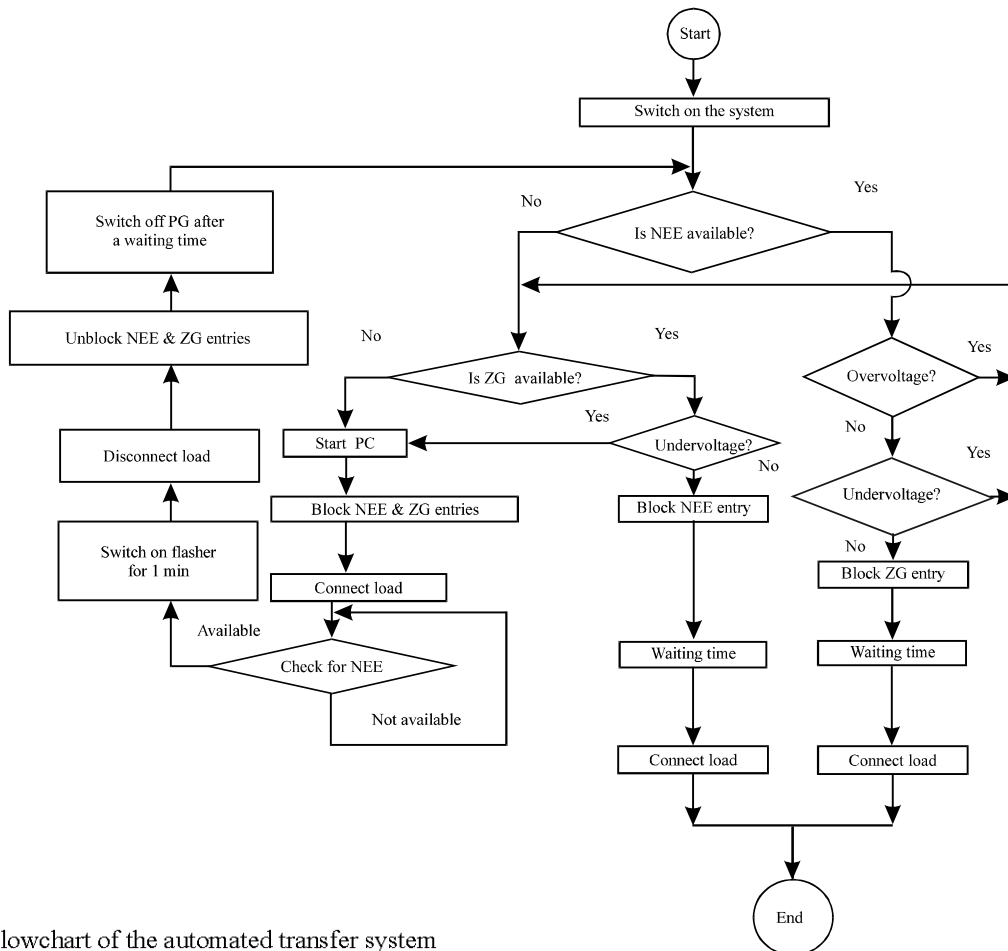 Start
Switch on the system
No
Yes
Is NEE available?
Switch off PG after
a waiting time
Unblock NEE & ZG entries
No
Yes
Is ZG available?
Overvoltage?
Yes
Start PC
Yes
Undervoltage?
No
No
Yes
Disconnect load
Undervoltage?
Block NEE & ZG entries
Block NEE entry
Switch on flasher
for 1 min
No
Block ZG entry
Connect load
Available
Check for NEE
Not available
Waiting time
Waiting time
Connect load
Connect load
End
lowchart of the automated transfer system